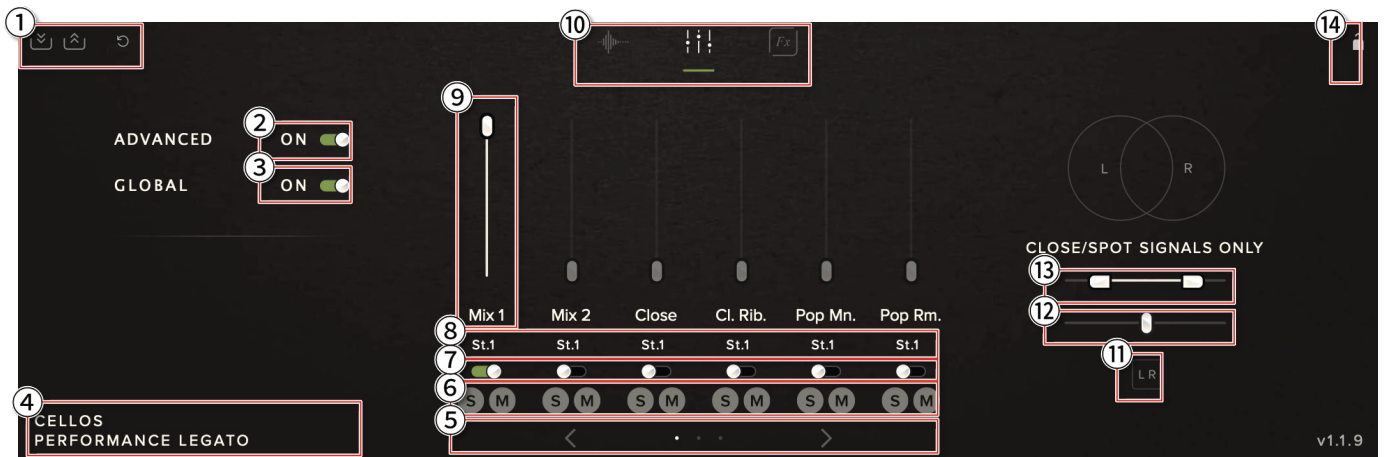 1
10
14
Fx
9
2
ADVANCED ON
3
GLOBAL ON
L R
CLOSE/SPOT SIGNALS ONLY
13
12
Mix 1 Mix 2 Close Cl. Rib. Pop Mn. Pop Rm.
8
St.1 St.1 St.1 St.1 St.1 St.1
7
11
L R
6
S M S M S M S M S M S M
4
5
CELLOS
PERFORMANCE LEGATO
v1.1.9